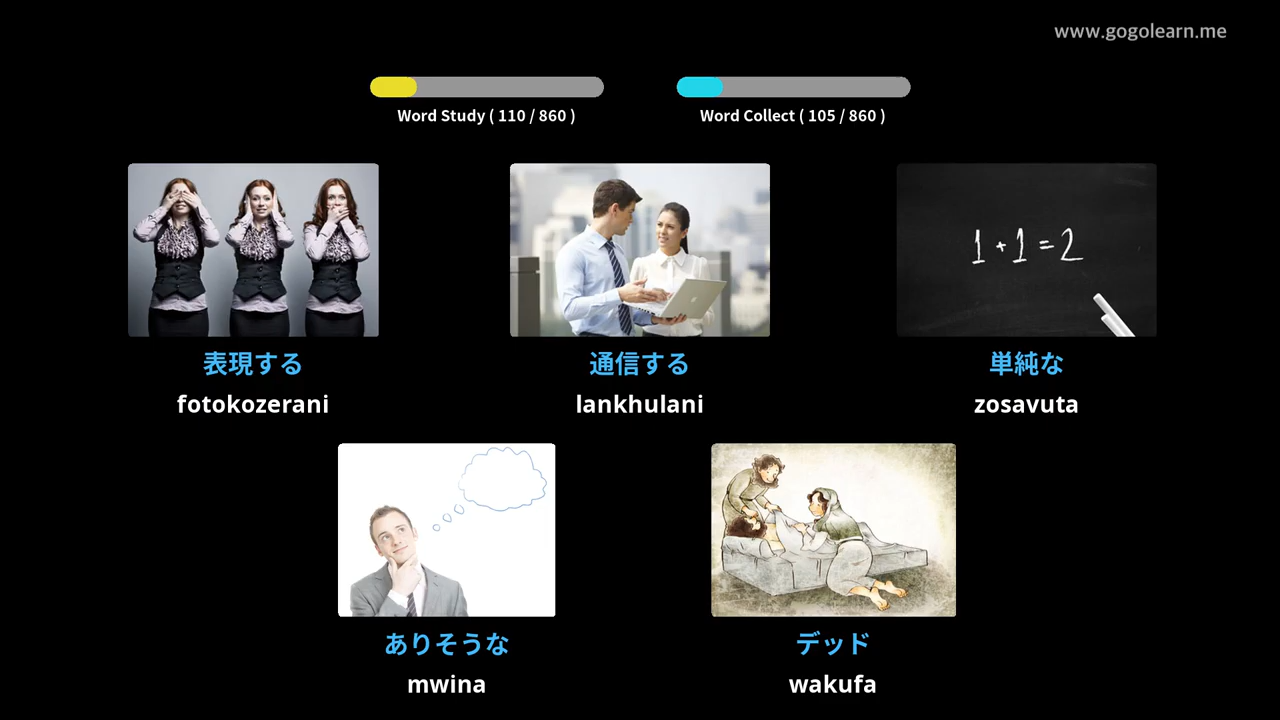 www.gogolearn.me
Word Study ( 110 / 860 )
Word Collect ( 105 / 860 )
1 + 1 = 2
表現する
通信する
単純な
fotokozerani
lankhulani
zosavuta
ありそうな
デッド
mwina
wakufa